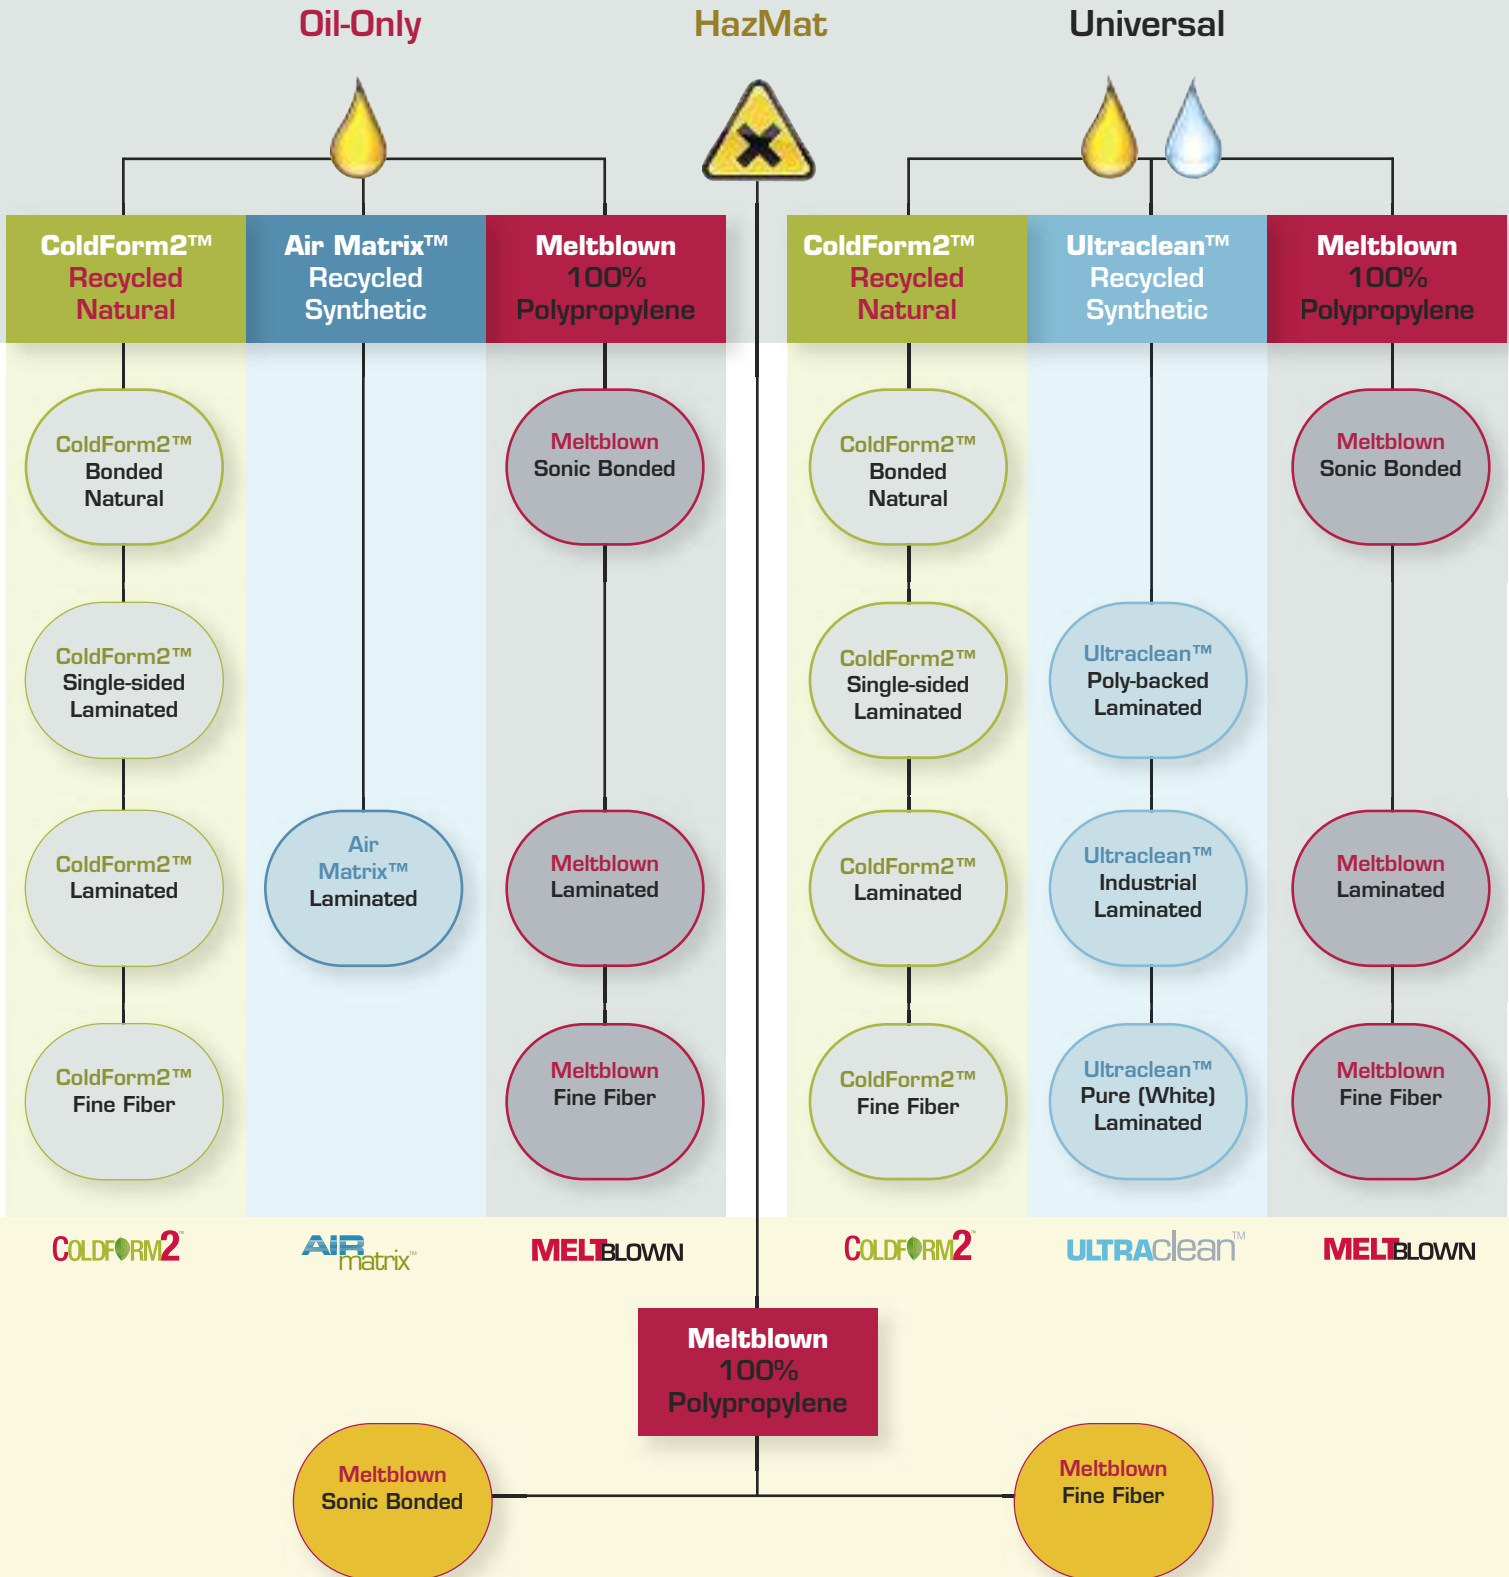 Oil-Only
HazMat
Universal
ColdForm2™
Recycled
Natural
Air Matrix™
Recycled
Synthetic
Meltblown
100%
Polypropylene
ColdForm2™
Recycled
Natural
Ultraclean™
Recycled
Synthetic
Meltblown
100%
Polypropylene
ColdForm2™
Bonded
Natural
Meltblown
Sonic Bonded
ColdForm2™
Bonded
Natural
Meltblown
Sonic Bonded
ColdForm2™
Single-sided
Laminated
ColdForm2™
Single-sided
Laminated
Ultraclean™
Poly-backed
Laminated
ColdForm2™
Laminated
Air
Matrix™
Laminated
Meltblown
Laminated
ColdForm2™
Laminated
Ultraclean™
Industrial
Laminated
Meltblown
Laminated
ColdForm2™
Fine Fiber
Meltblown
Fine Fiber
ColdForm2™
Fine Fiber
Ultraclean™
Pure (White)
Laminated
Meltblown
Fine Fiber
COLDFORM2™
AIR
matrix™
MELTBLOWN
COLDFORM2™
ULTRAclean™
MELTBLOWN
Meltblown
100%
Polypropylene
Meltblown
Sonic Bonded
Meltblown
Fine Fiber